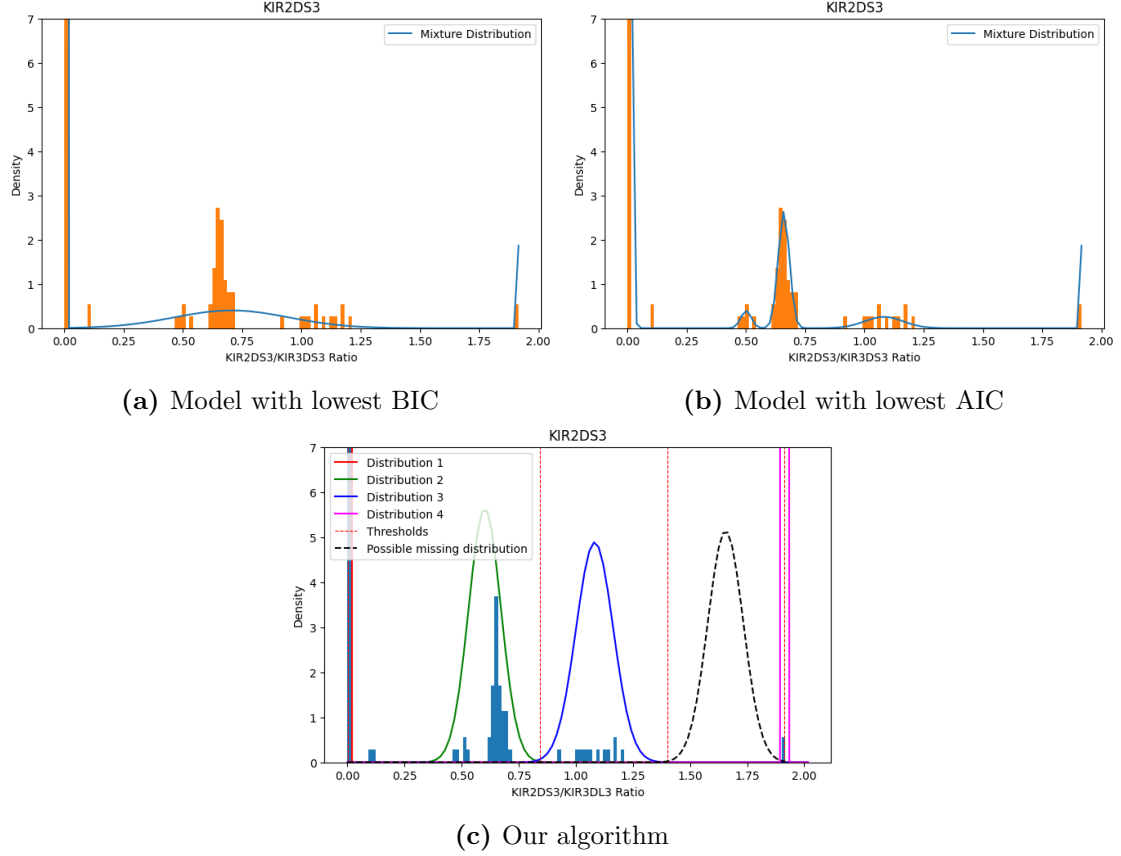 KIR2DS3
7
6
5
4
3
2
1
0
Density
Mixture Distribution
0.00 0.25 0.50 0.75 1.00 1.25 1.50 1.75 2.00
KIR2DS3/KIR3DS3 Ratio
(a) Model with lowest BIC
KIR2DS3
7
6
5
4
3
2
1
0
Density
Mixture Distribution
0.00 0.25 0.50 0.75 1.00 1.25 1.50 1.75 2.00
KIR2DS3/KIR3DS3 Ratio
(b) Model with lowest AIC
KIR2DS3
7
6
5
4
3
2
1
0
Density
Distribution 1
Distribution 2
Distribution 3
Distribution 4
Thresholds
Possible missing distribution
0.00 0.25 0.50 0.75 1.00 1.25 1.50 1.75 2.00
KIR2DS3/KIR3DL3 Ratio
(c) Our algorithm